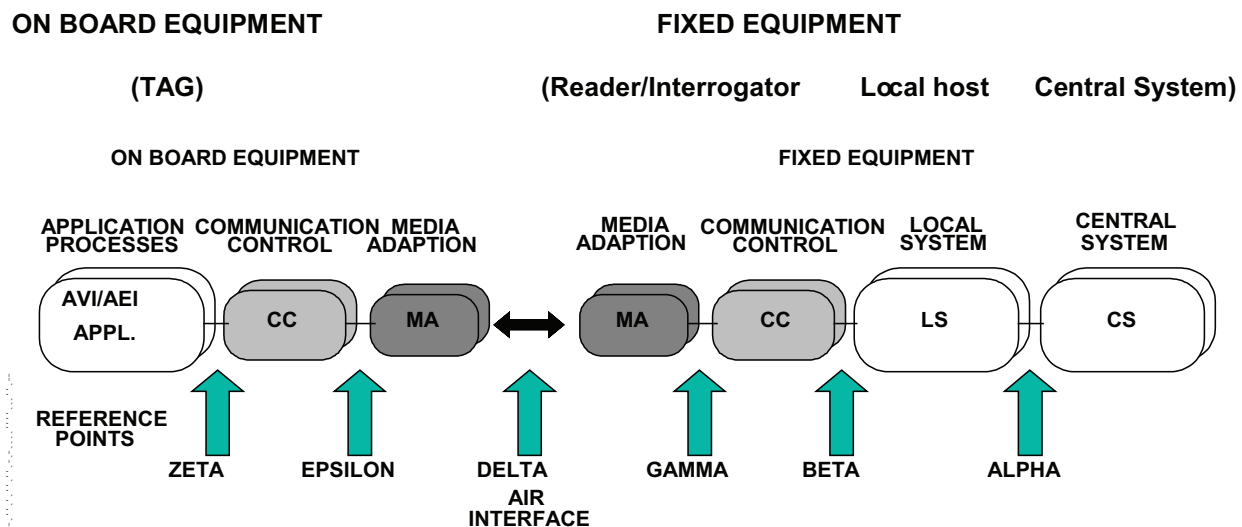 ON BOARD EQUIPMENT FIXED EQUIPMENT
(TAG) (Reader/Interrogator Local host Central System)
ON BOARD EQUIPMENT FIXED EQUIPMENT
APPLICATION PROCESSES
COMMUNICATION CONTROL
MEDIA ADAPTION
MEDIA ADAPTION
COMMUNICATION CONTROL
LOCAL SYSTEM
CENTRAL SYSTEM
AVI/AEI
APPL.
CC
MA
MA
CC
LS
CS
REFERENCE
POINTS
ZETA EPSILON DELTA GAMMA BETA ALPHA
AIR
INTERFACE